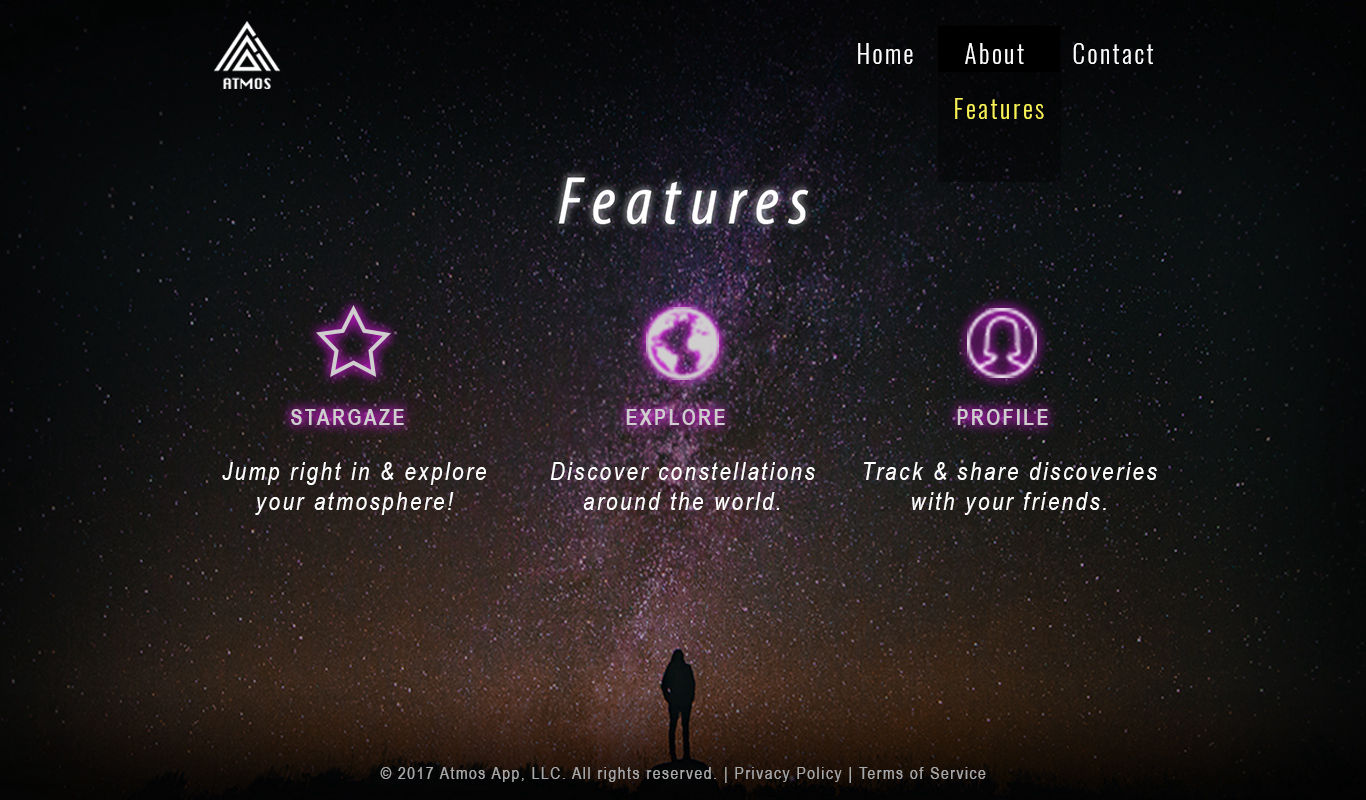 ATMOS
Home About Contact
Features
Features
STARGAZE
Jump right in & explore
your atmosphere!
EXPLORE
Discover constellations
around the world.
PROFILE
Track & share discoveries
with your friends.
© 2017 Atmos App, LLC. All rights reserved. | Privacy Policy | Terms of Service